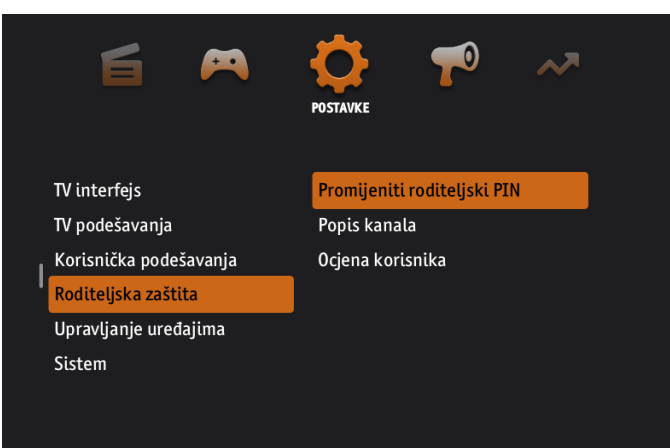 POSTAVKE
TV interfejs
TV podešavanja
Korisnička podešavanja
Roditeljska zaštita
Upravljanje uređajima
Sistem
Promijeniti roditeljski PIN
Popis kanala
Ocjena korisnika